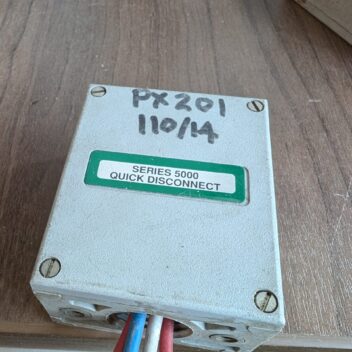 PX201
110/14
SERIES 5000
QUICK DISCONNECT